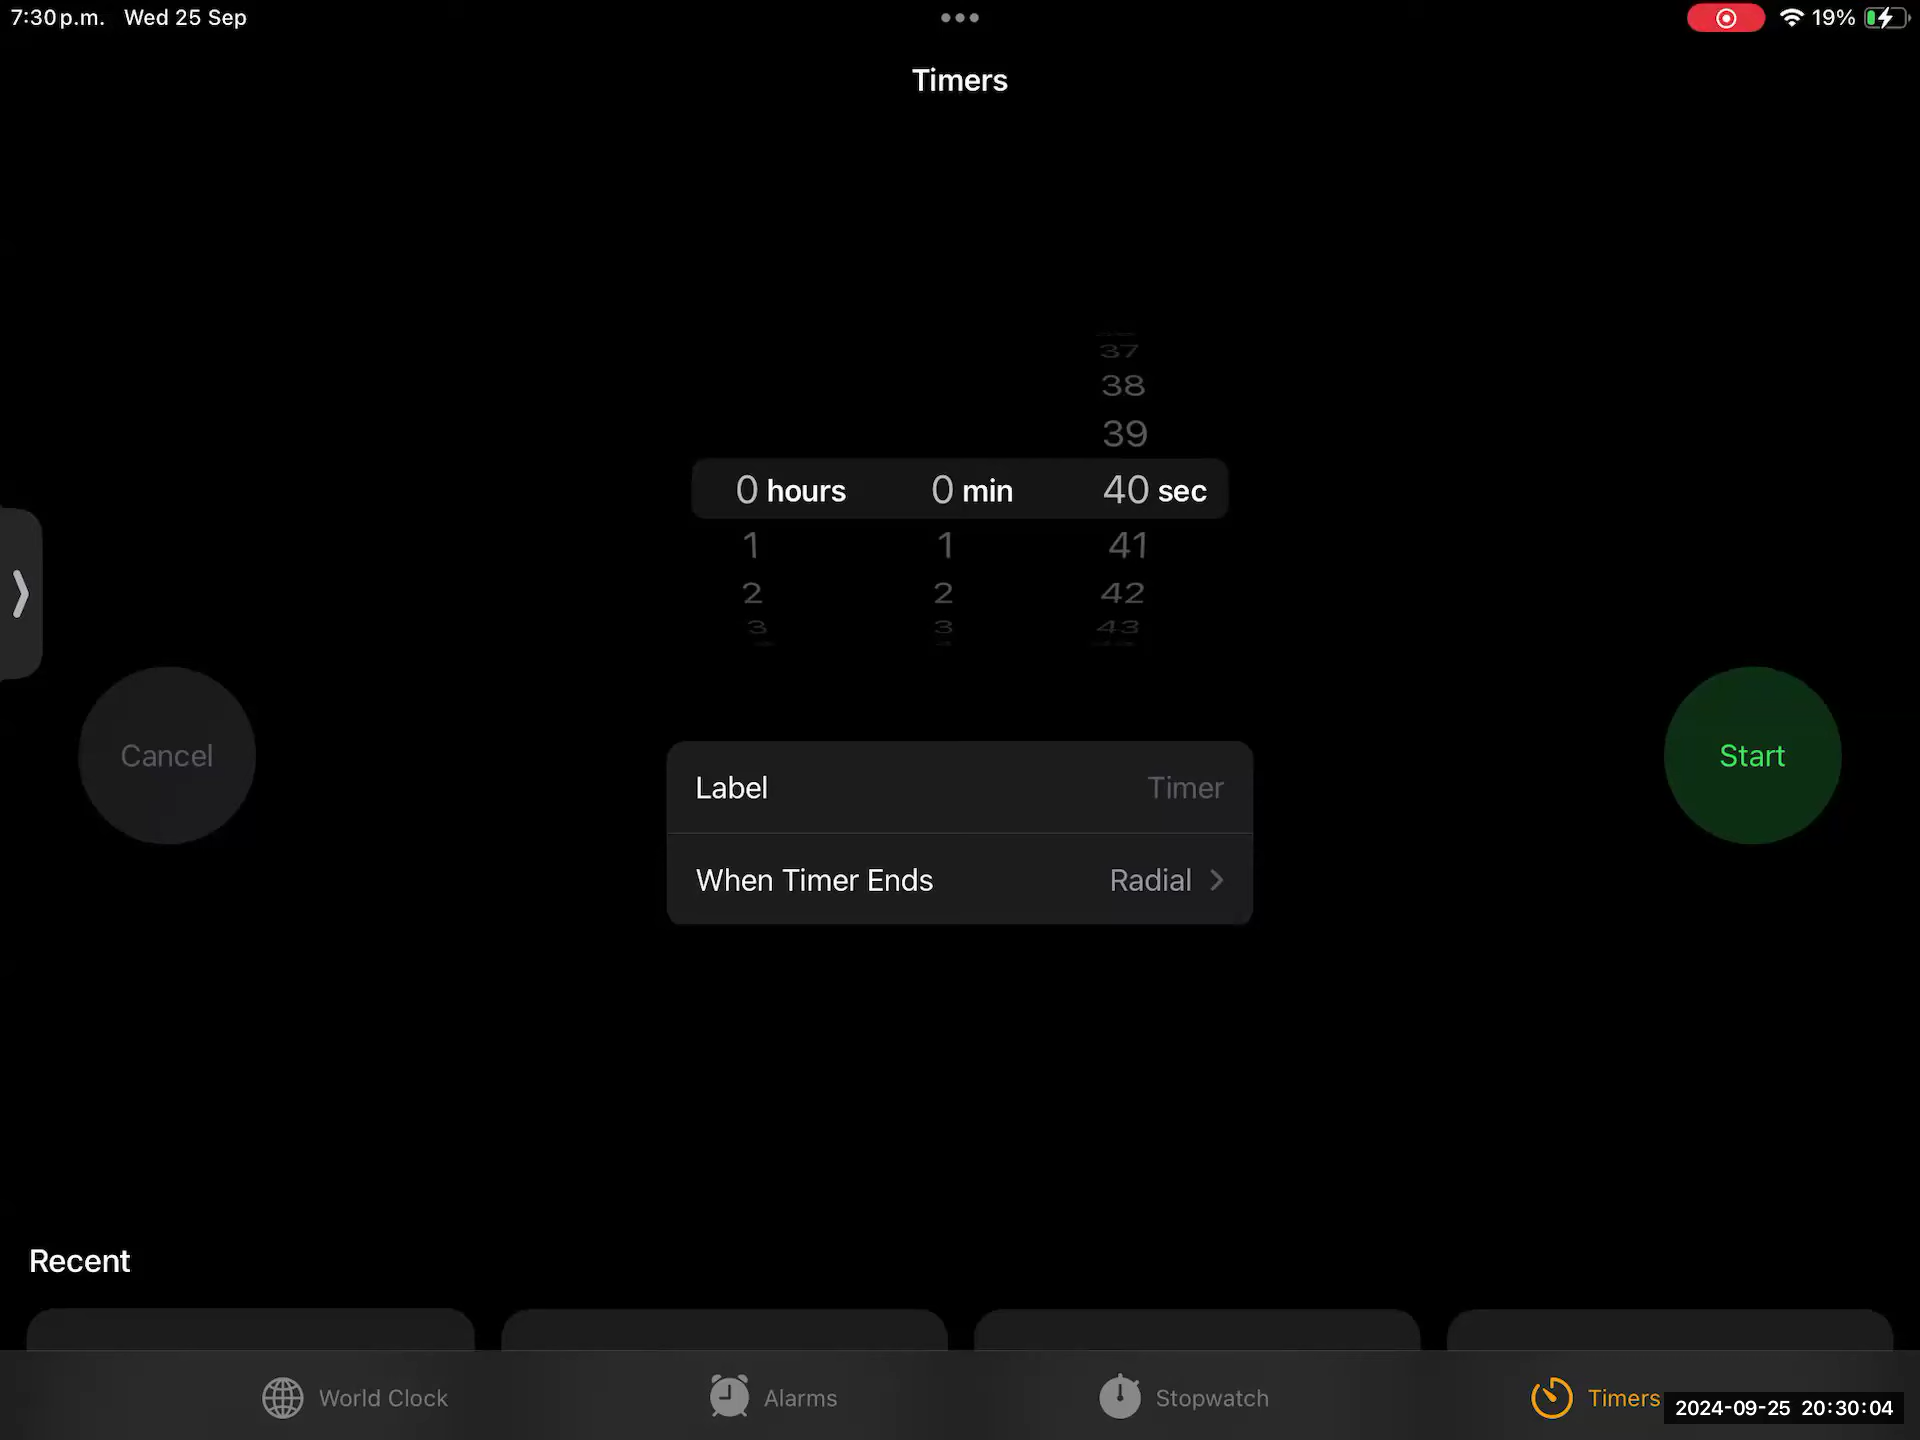 7:30 p.m. Wed 25 Sep
19%
Timers
37
38
39
0 hours 0 min 40 sec
1 1 41
2 2 42
3 3 43
Cancel
Start
Label Timer
When Timer Ends Radial
Recent
World Clock
Alarms
Stopwatch
Timers
2024-09-25 20:30:04